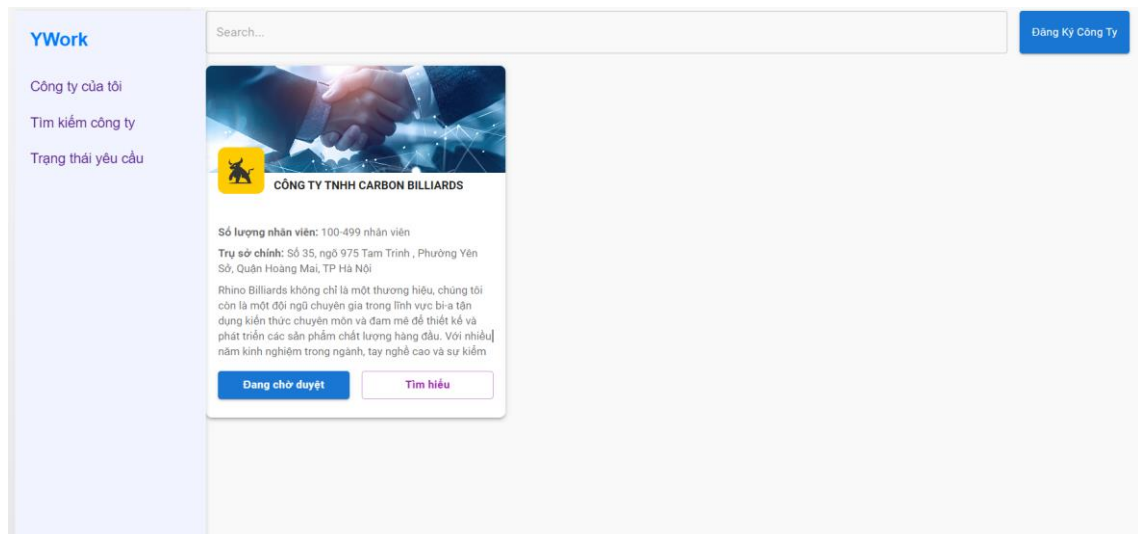 YWork
Công ty của tôi
Tìm kiếm công ty
Trạng thái yêu cầu
Search...
Đăng Ký Công Ty
CÔNG TY TNHH CARBON BILLIARDS
Số lượng nhân viên: 100-499 nhân viên
Trụ sở chính: Số 35, ngõ 975 Tam Trinh , Phường Yên
Sở, Quận Hoàng Mai, TP Hà Nội
Rhino Billiards không chỉ là một thương hiệu, chúng tôi
còn là một đội ngũ chuyên gia trong lĩnh vực bi-a tận
dụng kiến thức chuyên môn và đam mê để thiết kế và
phát triển các sản phẩm chất lượng hàng đầu. Với nhiều
năm kinh nghiệm trong ngành, tay nghề cao và sự kiểm
Đang chờ duyệt
Tìm hiểu